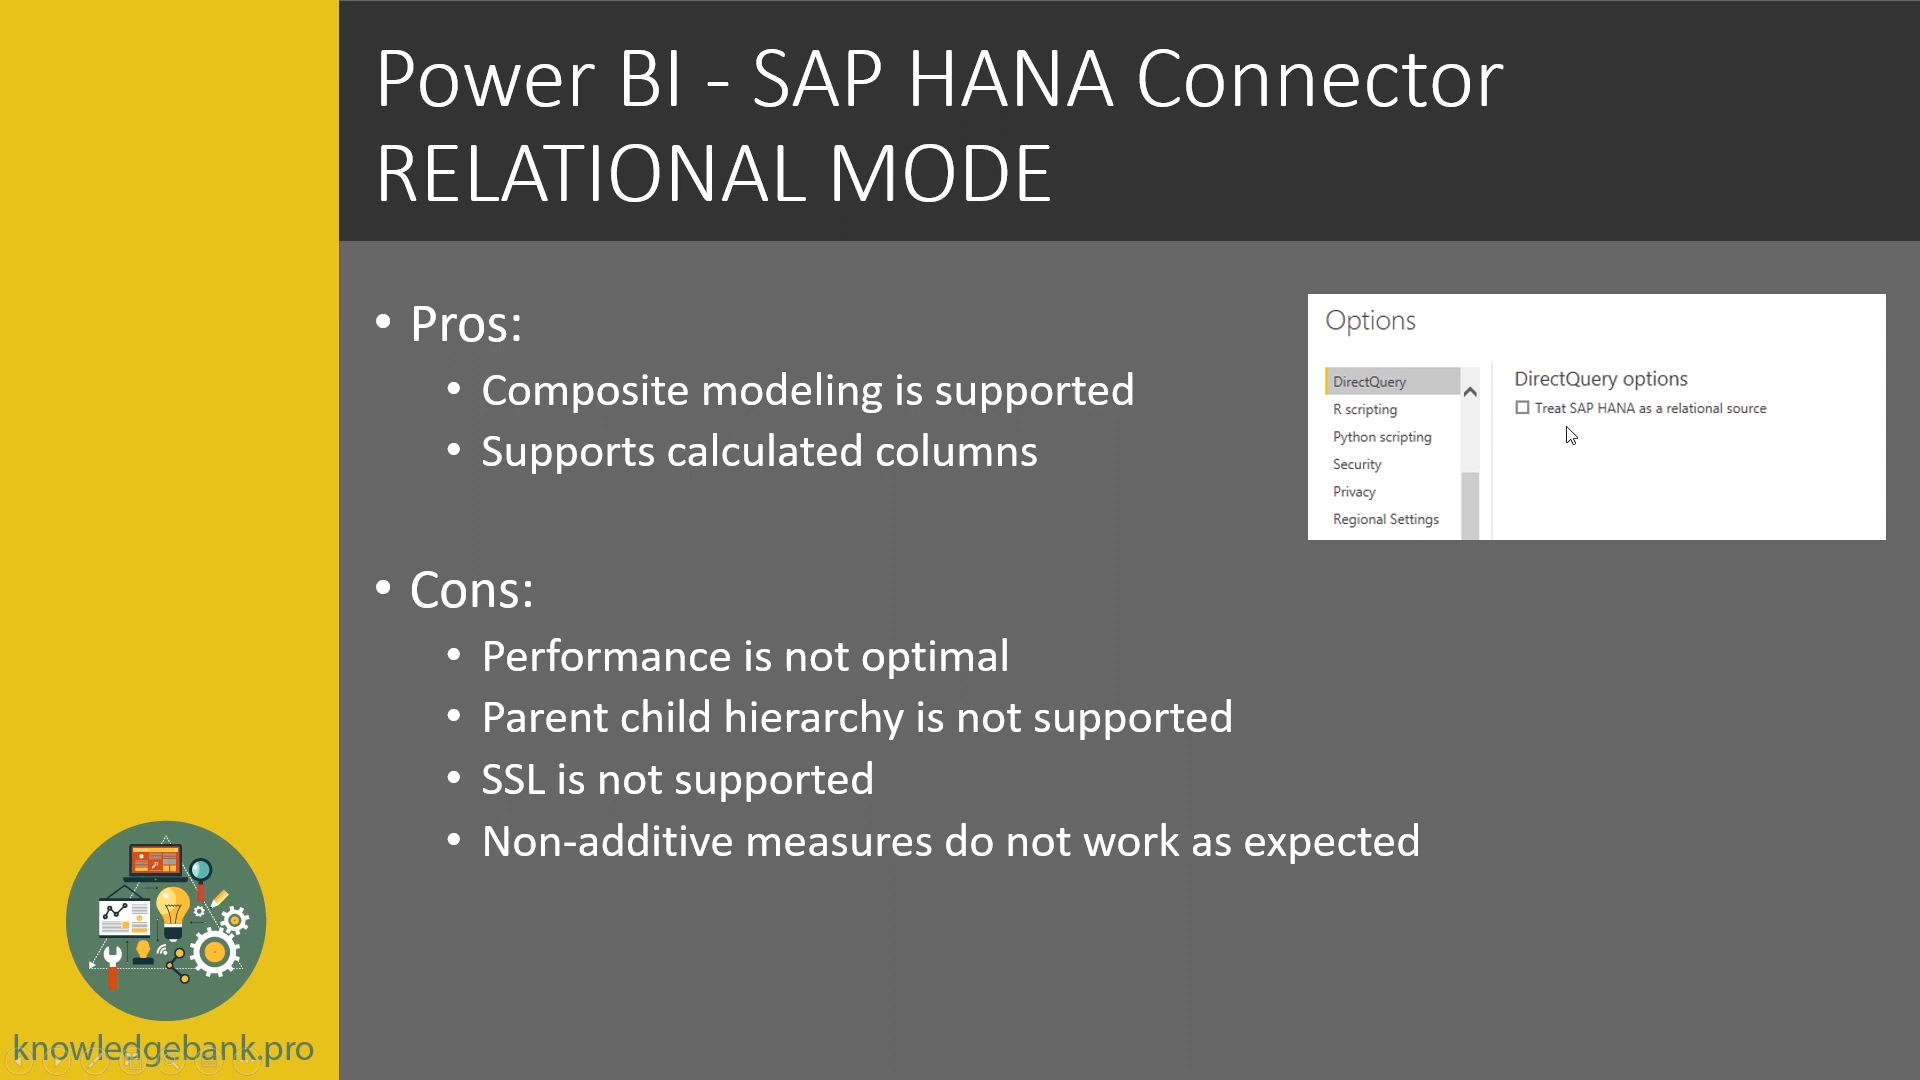 Power BI - SAP HANA Connector
RELATIONAL MODE
• Pros:
• Composite modeling is supported
• Supports calculated columns
• Cons:
• Performance is not optimal
• Parent child hierarchy is not supported
• SSL is not supported
• Non-additive measures do not work as expected
Options
DirectQuery
R scripting
Python scripting
Security
Privacy
Regional Settings
DirectQuery options
Treat SAP HANA as a relational source
knowledgebank.pro